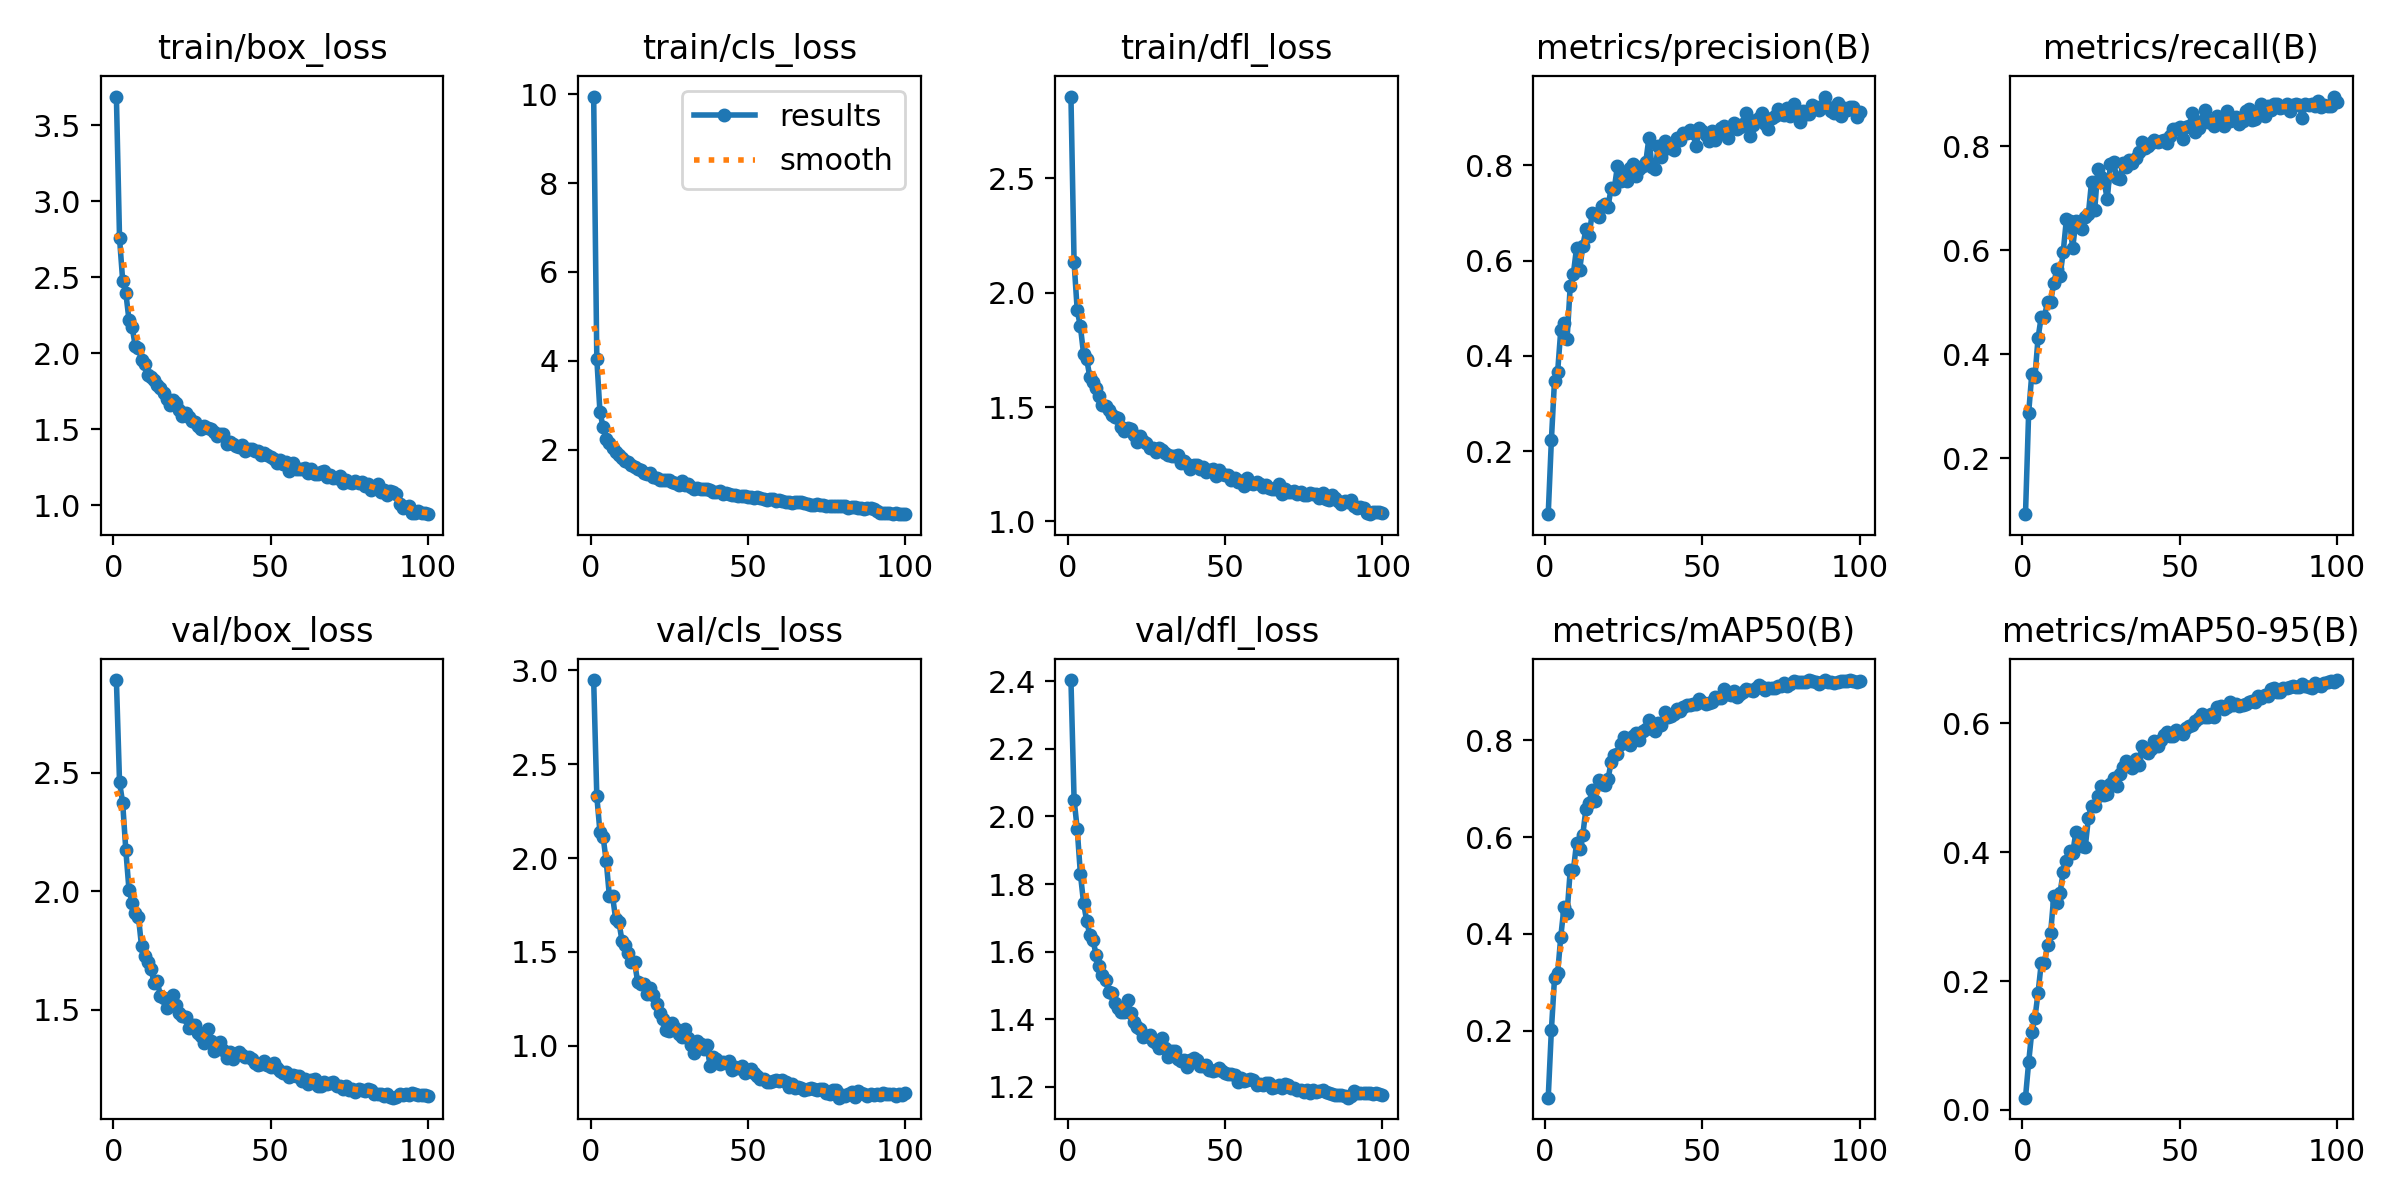 train/box_loss
3.5
3.0
2.5
2.0
1.5
1.0
0 50 100
train/cls_loss
10
8
6
4
2
results
smooth
0 50 100
train/dfl_loss
2.5
2.0
1.5
1.0
0 50 100
metrics/precision(B)
0.8
0.6
0.4
0.2
0 50 100
metrics/recall(B)
0.8
0.6
0.4
0.2
0 50 100
val/box_loss
2.5
2.0
1.5
0 50 100
val/cls_loss
3.0
2.5
2.0
1.5
1.0
0 50 100
val/dfl_loss
2.4
2.2
2.0
1.8
1.6
1.4
1.2
0 50 100
metrics/mAP50(B)
0.8
0.6
0.4
0.2
0 50 100
metrics/mAP50-95(B)
0.6
0.4
0.2
0.0
0 50 100